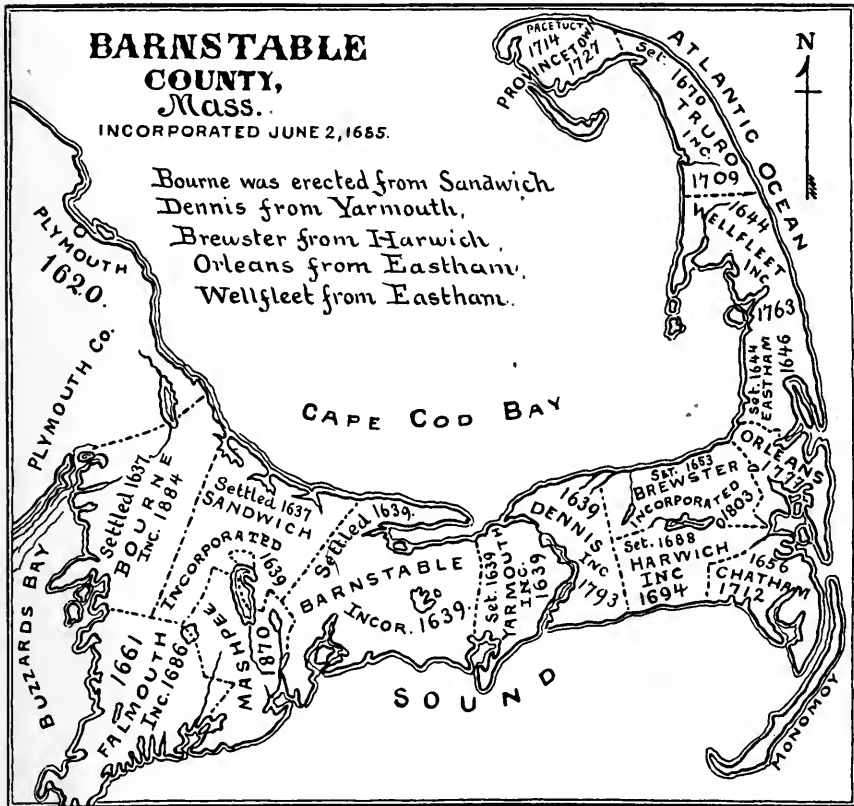 BARNSTABLE
COUNTY,
Mass.
INCORPORATED JUNE 2, 1685.
Bourne was erected from Sandwich
Dennis from Yarmouth,
Brewster from Harwich,
Orleans from Eastham,
Wellfleet from Eastham.
N
ATLANTIC OCEAN
PACETUCT
1714
PROVINCETOWN
1727
Set. 1670
TRURO
INC.
1709
1644
WELLFLEET
INC
1763
Set. 1644
EASTHAM
1646
ORLEANS
1777
PLYMOUTH
1620.
PLYMOUTH Co.
CAPE COD BAY
Settled 1637
BOURNE
INC. 1884
Settled 1637
SANDWICH
INCORPORATED
1639
Settled 1639.
BARNSTABLE
INCOR. 1639.
Set. 1639
YARMOUTH
INC.
1639
1639
DENNIS
INC
1793
Sat. 1653
BREWSTER
INCORPORATED
1803
Set. 1688
HARWICH
INC
1694
1656
CHATHAM
1712
BUZZARDS BAY
1661
FALMOUTH
INC. 1686
MASHPEE
1870
SOUND
MONOMOY